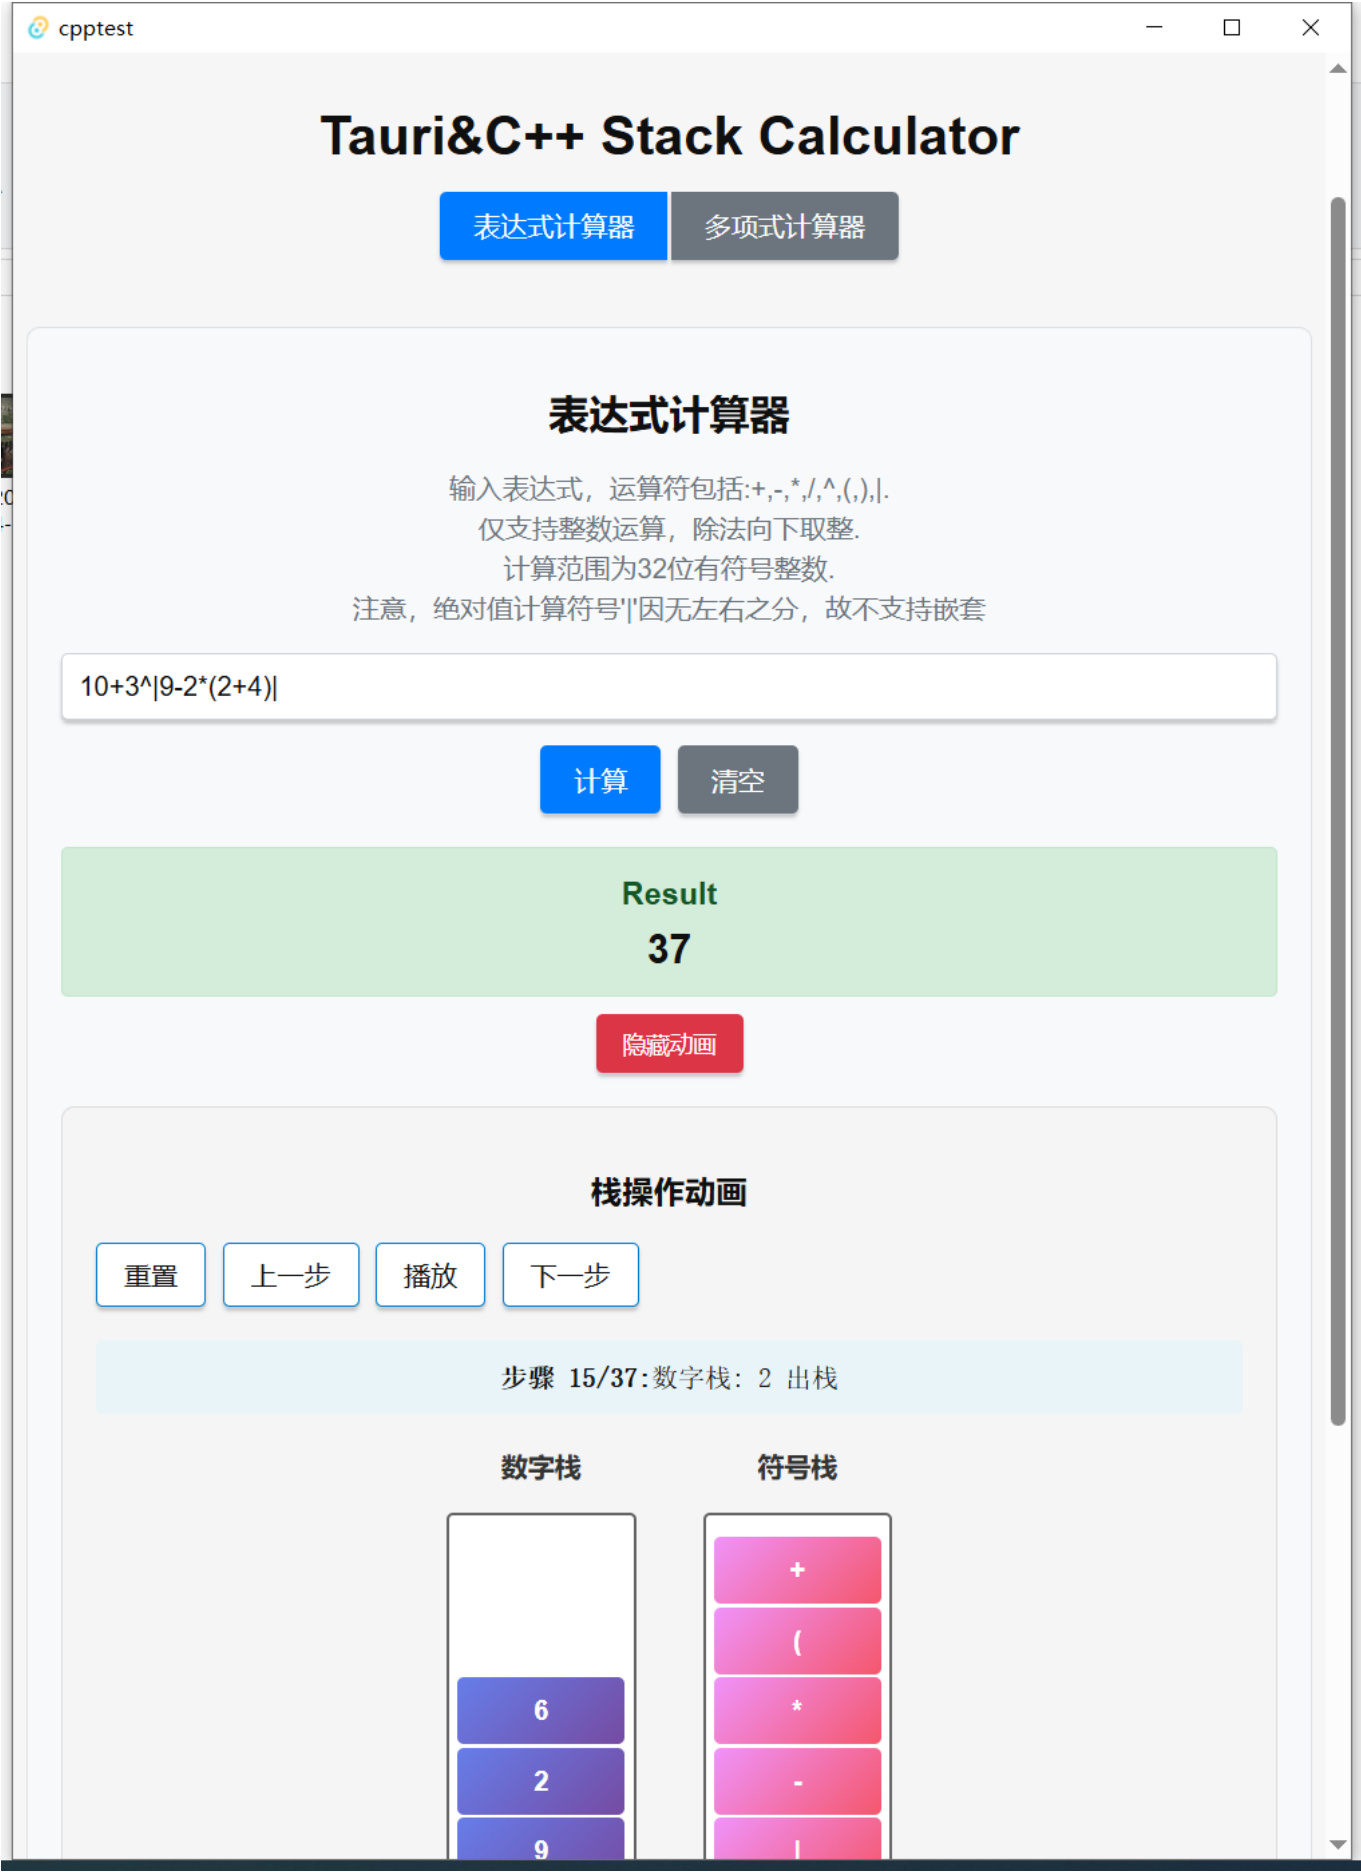 cpptest
Tauri&C++ Stack Calculator
表达式计算器 多项式计算器
表达式计算器
输入表达式，运算符包括:+,-,*,/,^,(,),|.
仅支持整数运算，除法向下取整.
计算范围为32位有符号整数.
注意，绝对值计算符号'|'因无左右之分，故不支持嵌套
10+3^|9-2*(2+4)|
计算 清空
Result
37
隐藏动画
栈操作动画
重置 上一步 播放 下一步
步骤 15/37:数字栈: 2 出栈
数字栈 符号栈
+
(
6 *
2 -
9 |